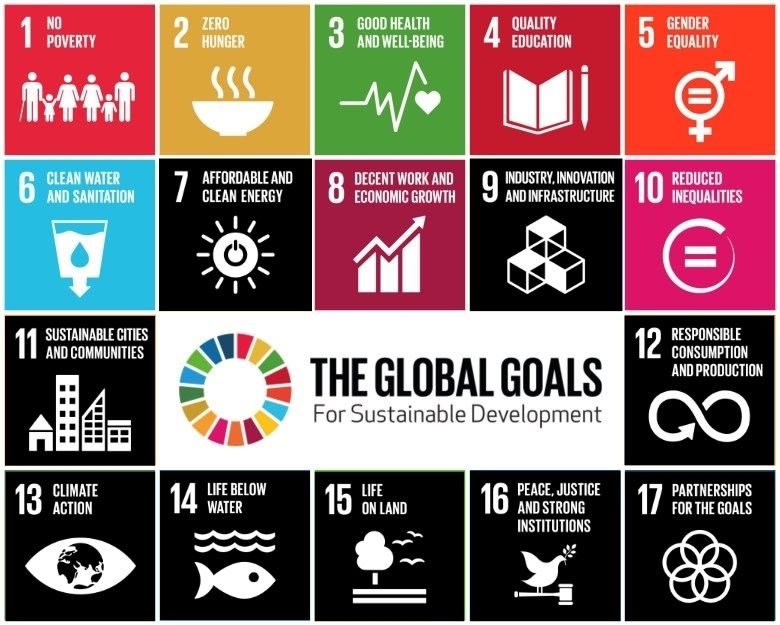 1 NO
POVERTY
2 ZERO
HUNGER
3 GOOD HEALTH
AND WELL-BEING
4 QUALITY
EDUCATION
5 GENDER
EQUALITY
6 CLEAN WATER
AND SANITATION
7 AFFORDABLE AND
CLEAN ENERGY
8 DECENT WORK AND
ECONOMIC GROWTH
9 INDUSTRY, INNOVATION
AND INFRASTRUCTURE
10 REDUCED
INEQUALITIES
11 SUSTAINABLE CITIES
AND COMMUNITIES
THE GLOBAL GOALS
For Sustainable Development
12 RESPONSIBLE
CONSUMPTION
AND PRODUCTION
13 CLIMATE
ACTION
14 LIFE BELOW
WATER
15 LIFE
ON LAND
16 PEACE, JUSTICE
AND STRONG
INSTITUTIONS
17 PARTNERSHIPS
FOR THE GOALS